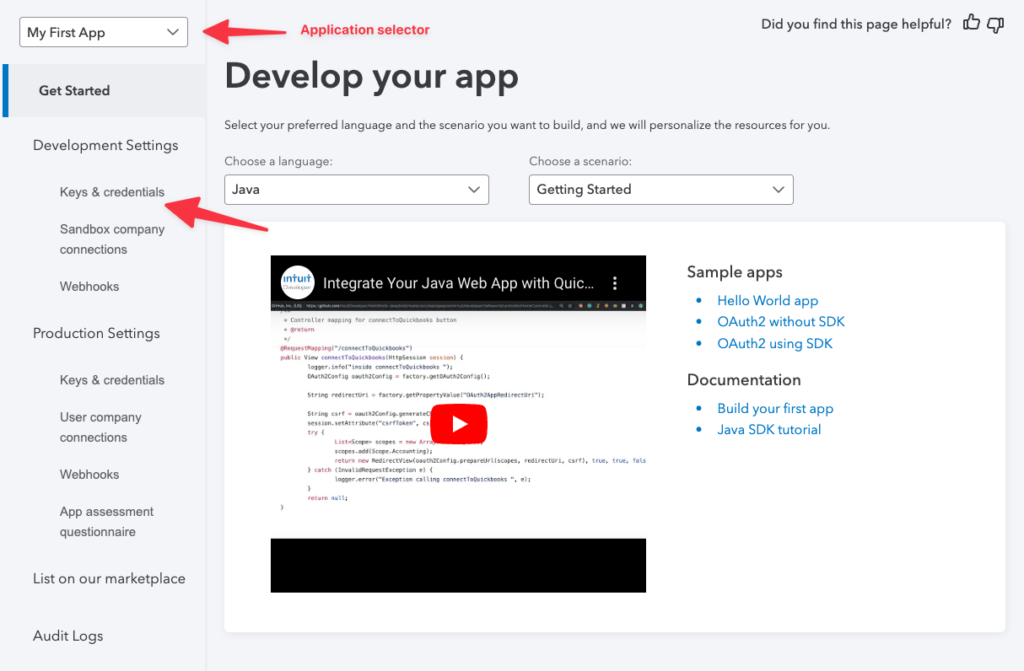 My First App
Application selector
Did you find this page helpful?
Get Started
Development Settings
Keys & credentials
Sandbox company
connections
Webhooks
Production Settings
Keys & credentials
User company
connections
Webhooks
App assessment
questionnaire
List on our marketplace
Audit Logs
Develop your app
Select your preferred language and the scenario you want to build, and we will personalize the resources for you.
Choose a language:
Java
Choose a scenario:
Getting Started
intuit
Developer
Integrate Your Java Web App with Quic...
* Controller mapping for connectToQuickbooks button
* @return
*/
@RequestMapping("/connectToQuickbooks")
public View connectToQuickbooks(HttpSession session) {
logger.info("inside connectToQuickbooks ");
OAuth2Config oauth2Config = factory.getOAuth2Config();
String redirectUri = factory.getPropertyValue("OAuth2AppRedirectUri");
String csrf = oauth2Config.generateC
session.setAttribute("csrfToken", cs
try {
List<Scope> scopes = new Array
scopes.add(Scope.Accounting);
return new RedirectView(oauth2Config.prepareUrl(scopes, redirectUri, csrf), true, true, fals
} catch (InvalidRequestException e) {
logger.error("Exception calling connectToQuickbooks ", e);
}
return null;
}
Sample apps
Hello World app
OAuth2 without SDK
OAuth2 using SDK
Documentation
Build your first app
Java SDK tutorial